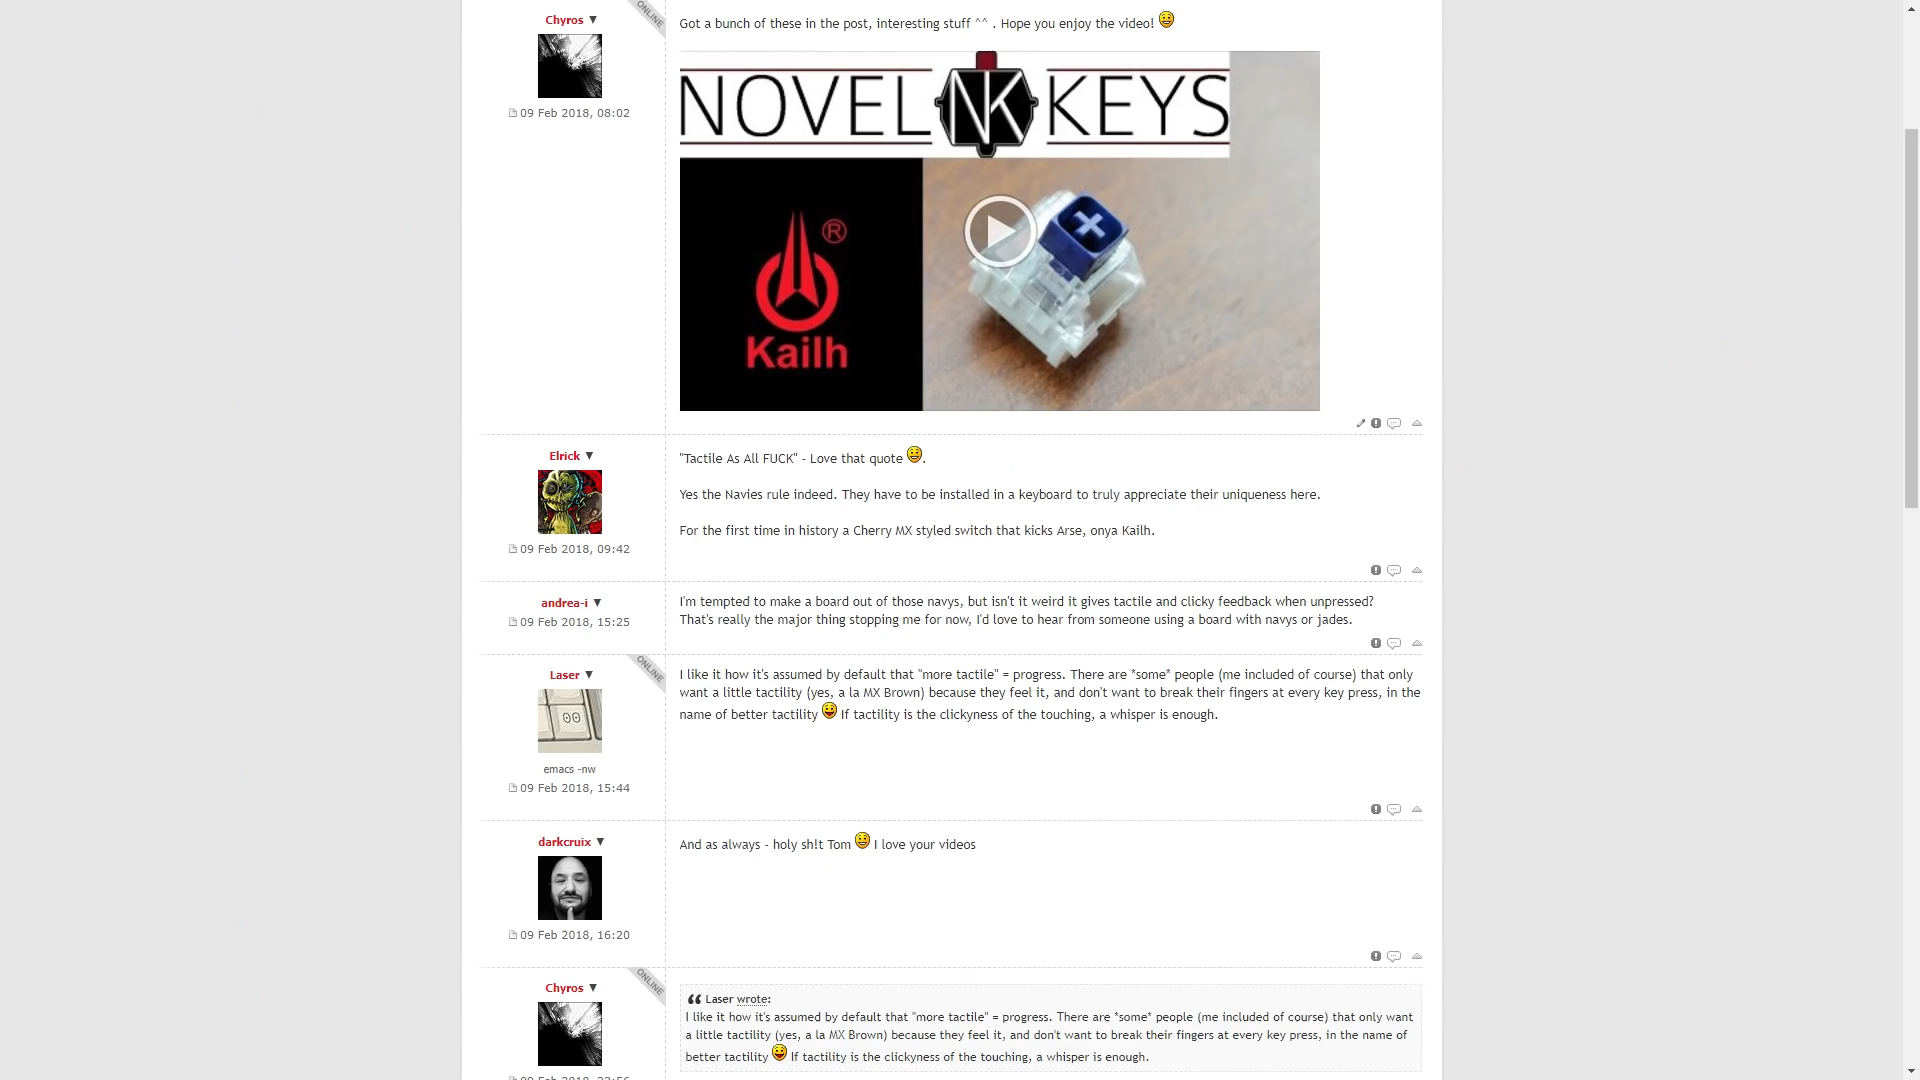 Chyros ▼
ONLINE
09 Feb 2018, 08:02
Got a bunch of these in the post, interesting stuff ^^ . Hope you enjoy the video!
NOVEL NK KEYS
®
Kailh
Elrick ▼
09 Feb 2018, 09:42
"Tactile As All FUCK" - Love that quote .
Yes the Navies rule indeed. They have to be installed in a keyboard to truly appreciate their uniqueness here.
For the first time in history a Cherry MX styled switch that kicks Arse, onya Kailh.
andrea-i ▼
09 Feb 2018, 15:25
I'm tempted to make a board out of those navys, but isn't it weird it gives tactile and clicky feedback when unpressed?
That's really the major thing stopping me for now, I'd love to hear from someone using a board with navys or jades.
Laser ▼
ONLINE
emacs -nw
09 Feb 2018, 15:44
I like it how it's assumed by default that "more tactile" = progress. There are *some* people (me included of course) that only
want a little tactility (yes, a la MX Brown) because they feel it, and don't want to break their fingers at every key press, in the
name of better tactility If tactility is the clickyness of the touching, a whisper is enough.
darkcruix ▼
09 Feb 2018, 16:20
And as always - holy sh!t Tom I love your videos
Chyros ▼
ONLINE
Laser wrote:
I like it how it's assumed by default that "more tactile" = progress. There are *some* people (me included of course) that only want
a little tactility (yes, a la MX Brown) because they feel it, and don't want to break their fingers at every key press, in the name of
better tactility If tactility is the clickyness of the touching, a whisper is enough.